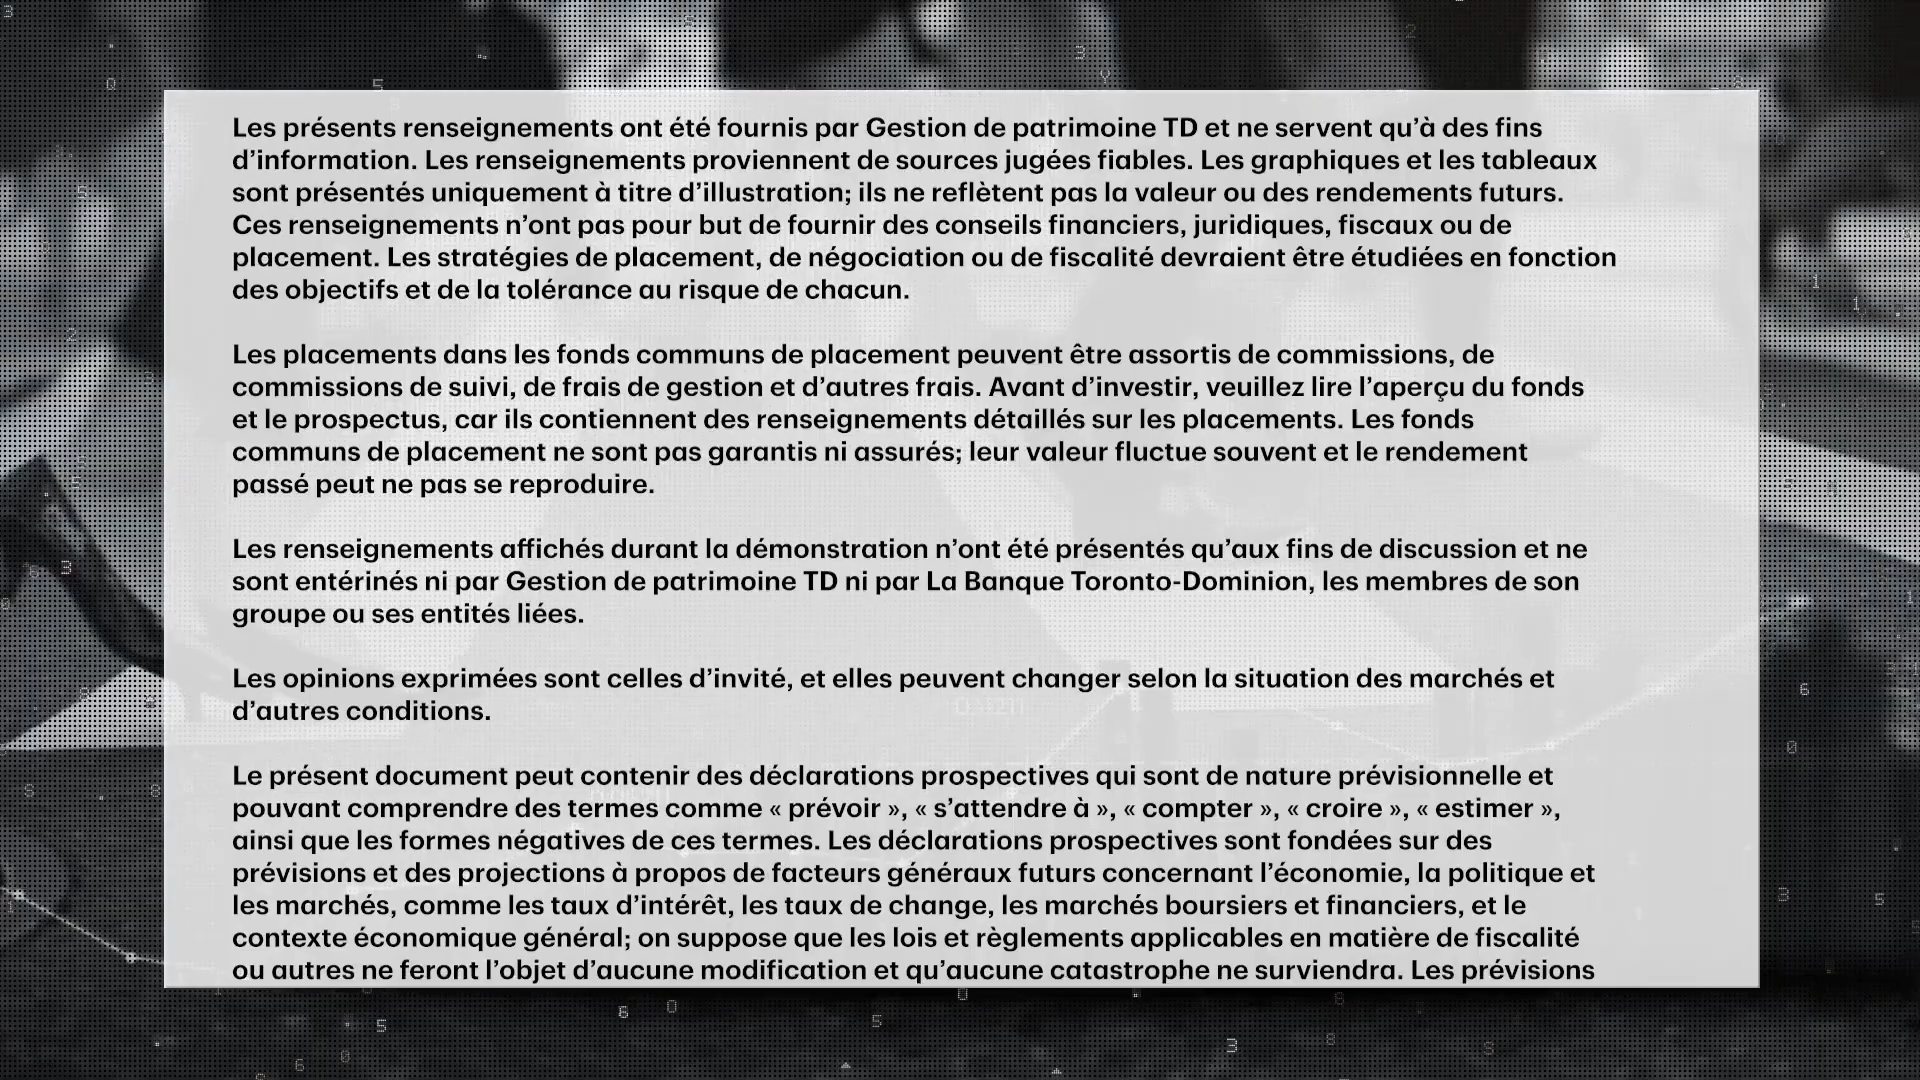 Les présents renseignements ont été fournis par Gestion de patrimoine TD et ne servent qu’à des fins
d’information. Les renseignements proviennent de sources jugées fiables. Les graphiques et les tableaux
sont présentés uniquement à titre d’illustration; ils ne reflètent pas la valeur ou des rendements futurs.
Ces renseignements n’ont pas pour but de fournir des conseils financiers, juridiques, fiscaux ou de
placement. Les stratégies de placement, de négociation ou de fiscalité devraient être étudiées en fonction
des objectifs et de la tolérance au risque de chacun.
Les placements dans les fonds communs de placement peuvent être assortis de commissions, de
commissions de suivi, de frais de gestion et d’autres frais. Avant d’investir, veuillez lire l’aperçu du fonds
et le prospectus, car ils contiennent des renseignements détaillés sur les placements. Les fonds
communs de placement ne sont pas garantis ni assurés; leur valeur fluctue souvent et le rendement
passé peut ne pas se reproduire.
Les renseignements affichés durant la démonstration n’ont été présentés qu’aux fins de discussion et ne
sont entérinés ni par Gestion de patrimoine TD ni par La Banque Toronto-Dominion, les membres de son
groupe ou ses entités liées.
Les opinions exprimées sont celles d’invité, et elles peuvent changer selon la situation des marchés et
d’autres conditions.
Le présent document peut contenir des déclarations prospectives qui sont de nature prévisionnelle et
pouvant comprendre des termes comme « prévoir », « s’attendre à », « compter », « croire », « estimer »,
ainsi que les formes négatives de ces termes. Les déclarations prospectives sont fondées sur des
prévisions et des projections à propos de facteurs généraux futurs concernant l’économie, la politique et
les marchés, comme les taux d’intérêt, les taux de change, les marchés boursiers et financiers, et le
contexte économique général; on suppose que les lois et règlements applicables en matière de fiscalité
ou autres ne feront l’objet d’aucune modification et qu’aucune catastrophe ne surviendra. Les prévisions